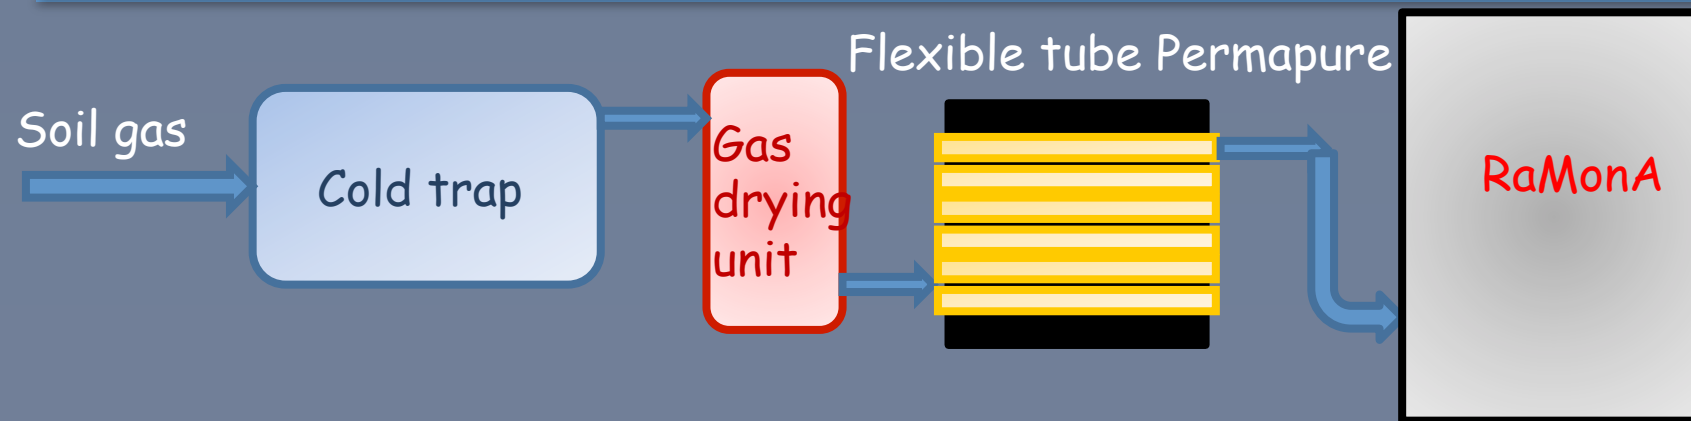 Flexible tube Permapure
Soil gas
Cold trap
Gas
drying
unit
RaMonA